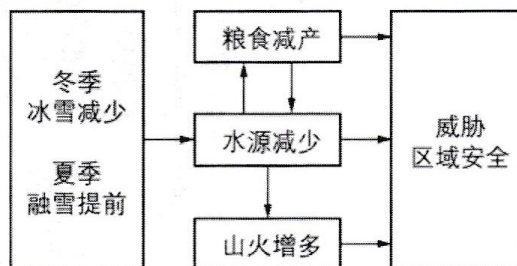 冬季
冰雪减少
夏季
融雪提前
粮食减产
水源减少
山火增多
威胁
区域安全